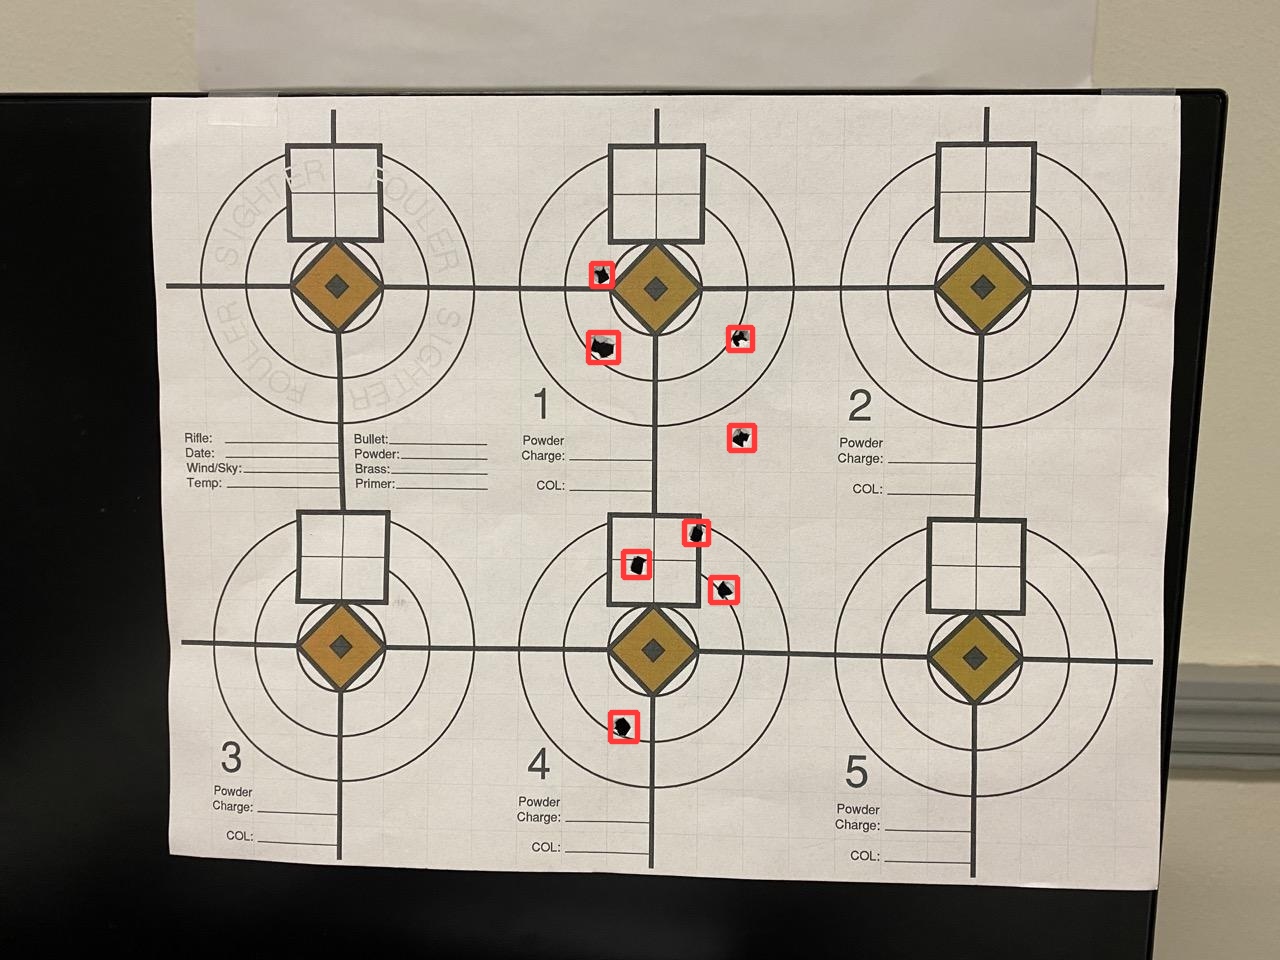 SIGHTER FOULER SIGHTER FOULER
1
2
Rifle:
Bullet:
Date:
Powder:
Wind/Sky:
Brass:
Temp:
Primer:
Powder
Charge:
COL:
Powder
Charge:
COL:
3
4
5
Powder
Charge:
COL:
Powder
Charge:
COL:
Powder
Charge:
COL: